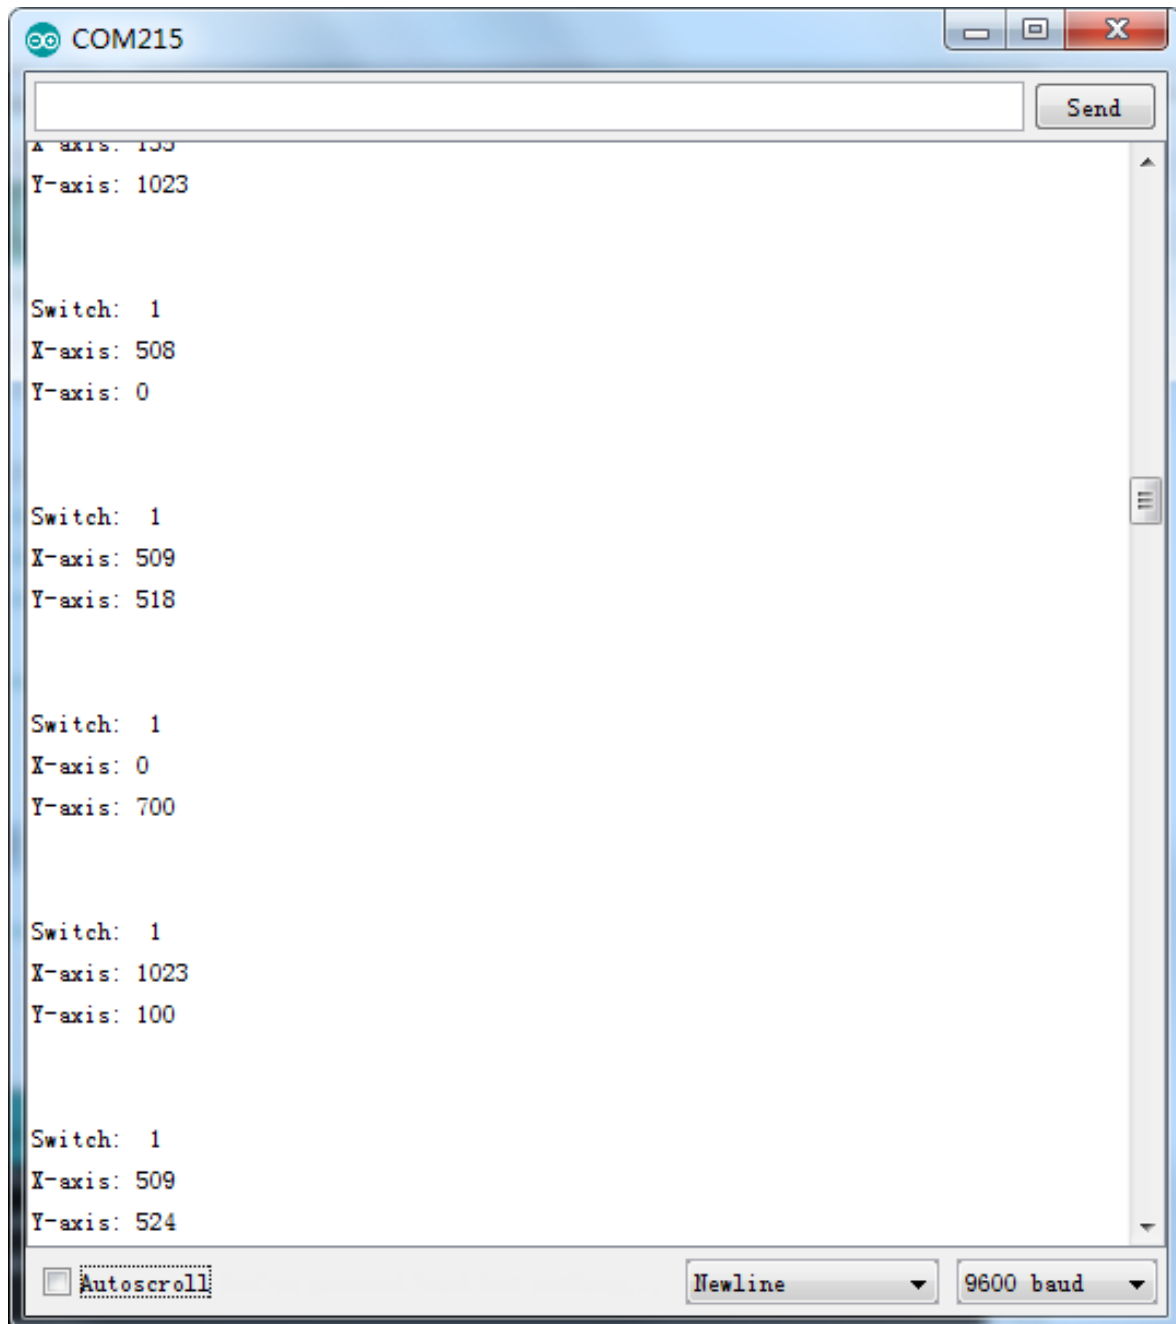 COM215
Send
X-axis:
Y-axis: 1023
Switch:  1
X-axis: 508
Y-axis: 0
Switch:  1
X-axis: 509
Y-axis: 518
Switch:  1
X-axis: 0
Y-axis: 700
Switch:  1
X-axis: 1023
Y-axis: 100
Switch:  1
X-axis: 509
Y-axis: 524
Autoscroll
Newline
9600 baud